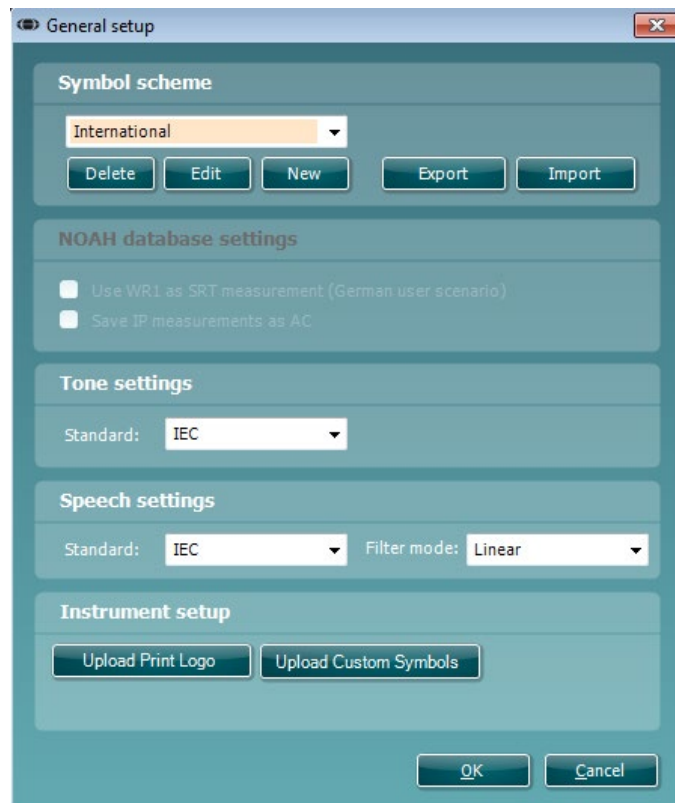 General setup
Symbol scheme
International
Delete Edit New Export Import
NOAH database settings
Use WR1 as SRT measurement (German user scenario)
Save IP measurements as AC
Tone settings
Standard: IEC
Speech settings
Standard: IEC Filter mode: Linear
Instrument setup
Upload Print Logo Upload Custom Symbols
OK Cancel